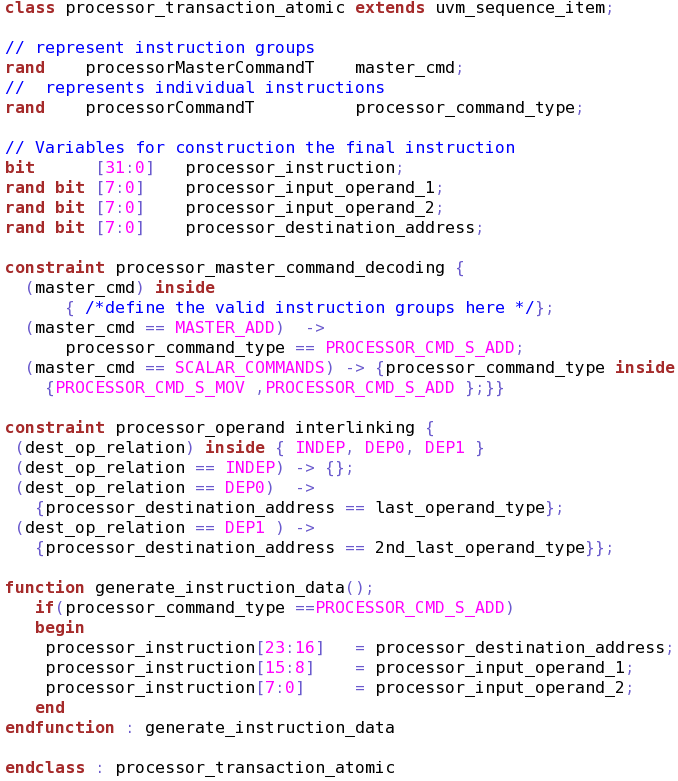 class processor_transaction_atomic extends uvm_sequence_item;
// represent instruction groups
rand    processorMasterCommandT    master_cmd;
//  represents individual instructions
rand    processorCommandT          processor_command_type;
// Variables for construction the final instruction
bit      [31:0]   processor_instruction;
rand bit [7:0]    processor_input_operand_1;
rand bit [7:0]    processor_input_operand_2;
rand bit [7:0]    processor_destination_address;
constraint processor_master_command_decoding {
  (master_cmd) inside
      { /*define the valid instruction groups here */};
  (master_cmd == MASTER_ADD)  ->
      processor_command_type == PROCESSOR_CMD_S_ADD;
  (master_cmd == SCALAR_COMMANDS) -> {processor_command_type inside
    {PROCESSOR_CMD_S_MOV ,PROCESSOR_CMD_S_ADD };}}
constraint processor_operand interlinking {
 (dest_op_relation) inside { INDEP, DEP0, DEP1 }
 (dest_op_relation == INDEP) -> {};
 (dest_op_relation == DEP0)  ->
   {processor_destination_address == last_operand_type};
 (dest_op_relation == DEP1 ) ->
   {processor_destination_address == 2nd_last_operand_type}};
function generate_instruction_data();
   if(processor_command_type ==PROCESSOR_CMD_S_ADD)
   begin
    processor_instruction[23:16]   = processor_destination_address;
    processor_instruction[15:8]    = processor_input_operand_1;
    processor_instruction[7:0]     = processor_input_operand_2;
   end
endfunction : generate_instruction_data
endclass : processor_transaction_atomic